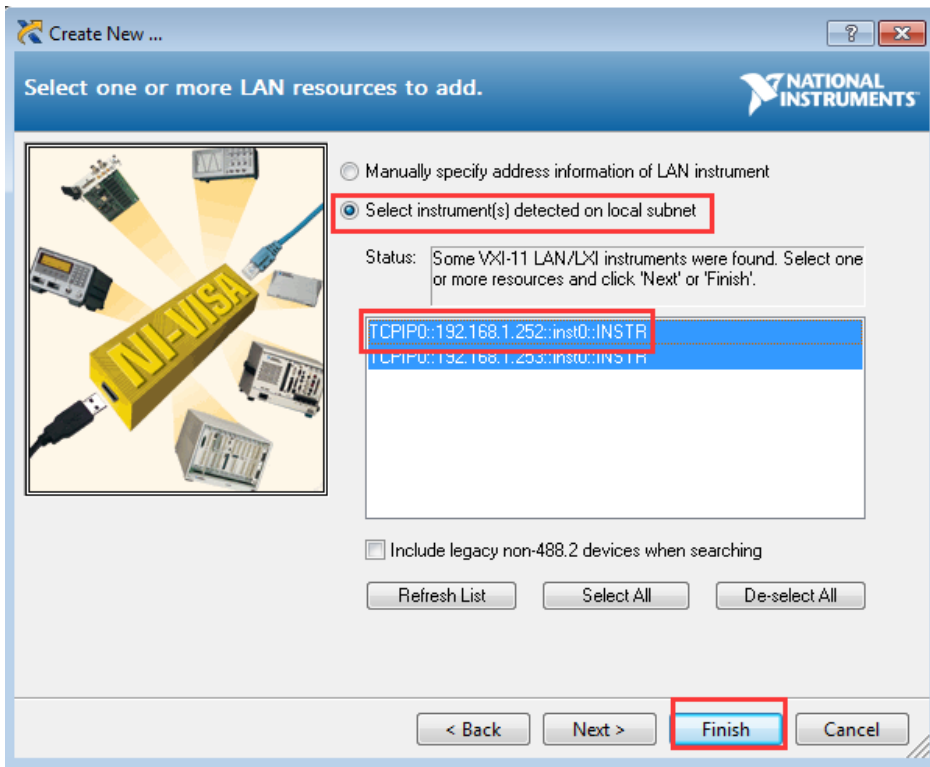 Create New ...
Select one or more LAN resources to add.
NATIONAL
INSTRUMENTS
NI-VISA
Manually specify address information of LAN instrument
Select instrument(s) detected on local subnet
Status:
Some VXI-11 LAN/LXI instruments were found. Select one
or more resources and click 'Next' or 'Finish'.
TCPIP0::192.168.1.252::inst0::INSTR
TCPIP0::192.168.1.253::inst0::INSTR
Include legacy non-488.2 devices when searching
Refresh List
Select All
De-select All
< Back
Next >
Finish
Cancel